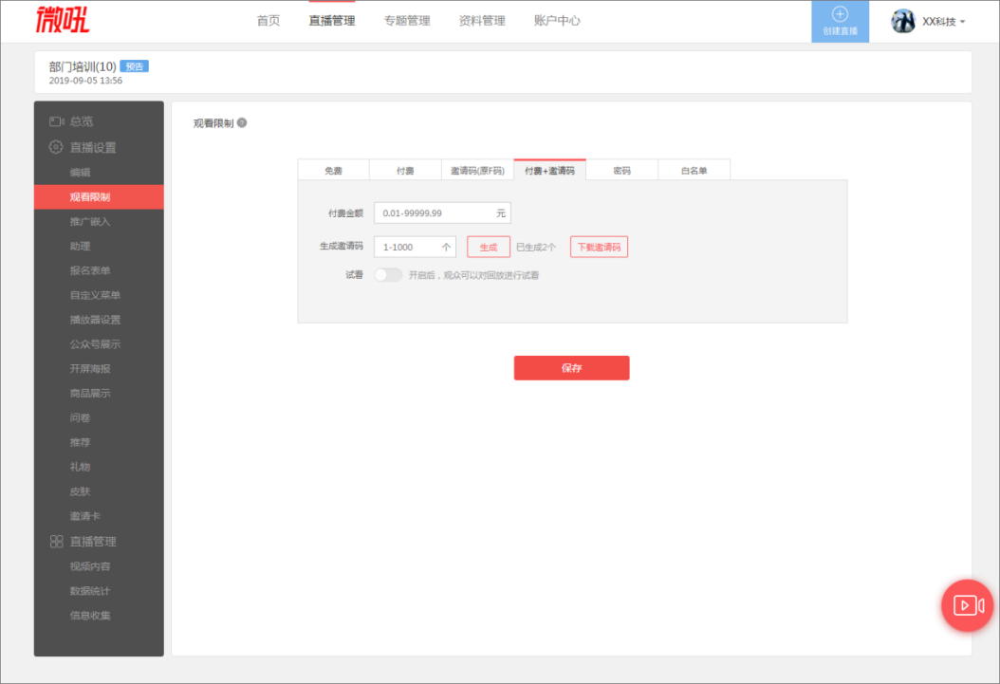 微吼
首页 直播管理 专题管理 资料管理 账户中心
创建直播
XX科技
部门培训(10) 预告
2019-09-05 13:56
总览
直播设置
编辑
观看限制
推广嵌入
助理
报名表单
自定义菜单
播放器设置
公众号展示
开屏海报
商品展示
问卷
推荐
礼物
皮肤
邀请卡
直播管理
视频内容
数据统计
信息收集
观看限制 ?
免费 付费 邀请码(原F码) 付费+邀请码 密码 白名单
付费金额 0.01-99999.99 元
生成邀请码 1-1000 个 生成 已生成2个 下载邀请码
试看 开启后，观众可以对回放进行试看
保存